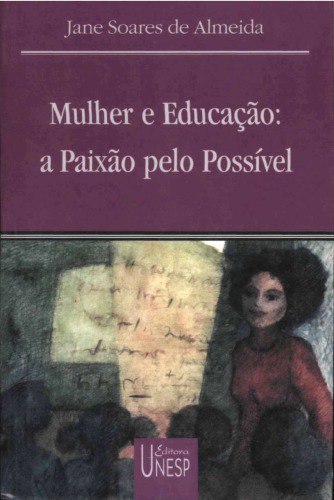 Jane Soares de Almeida
Mulher e Educação:
a Paixão pelo Possível
Editora
UNESP